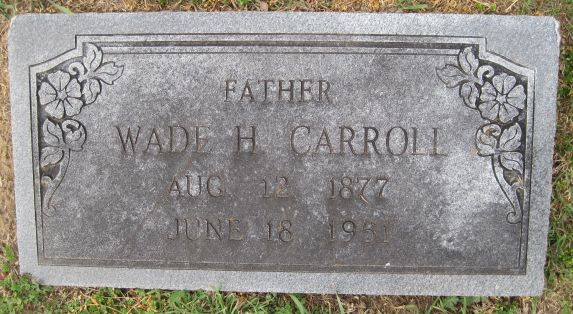 FATHER
WADE H. CARROLL
AUG. 12, 1877
JUNE 18, 1951